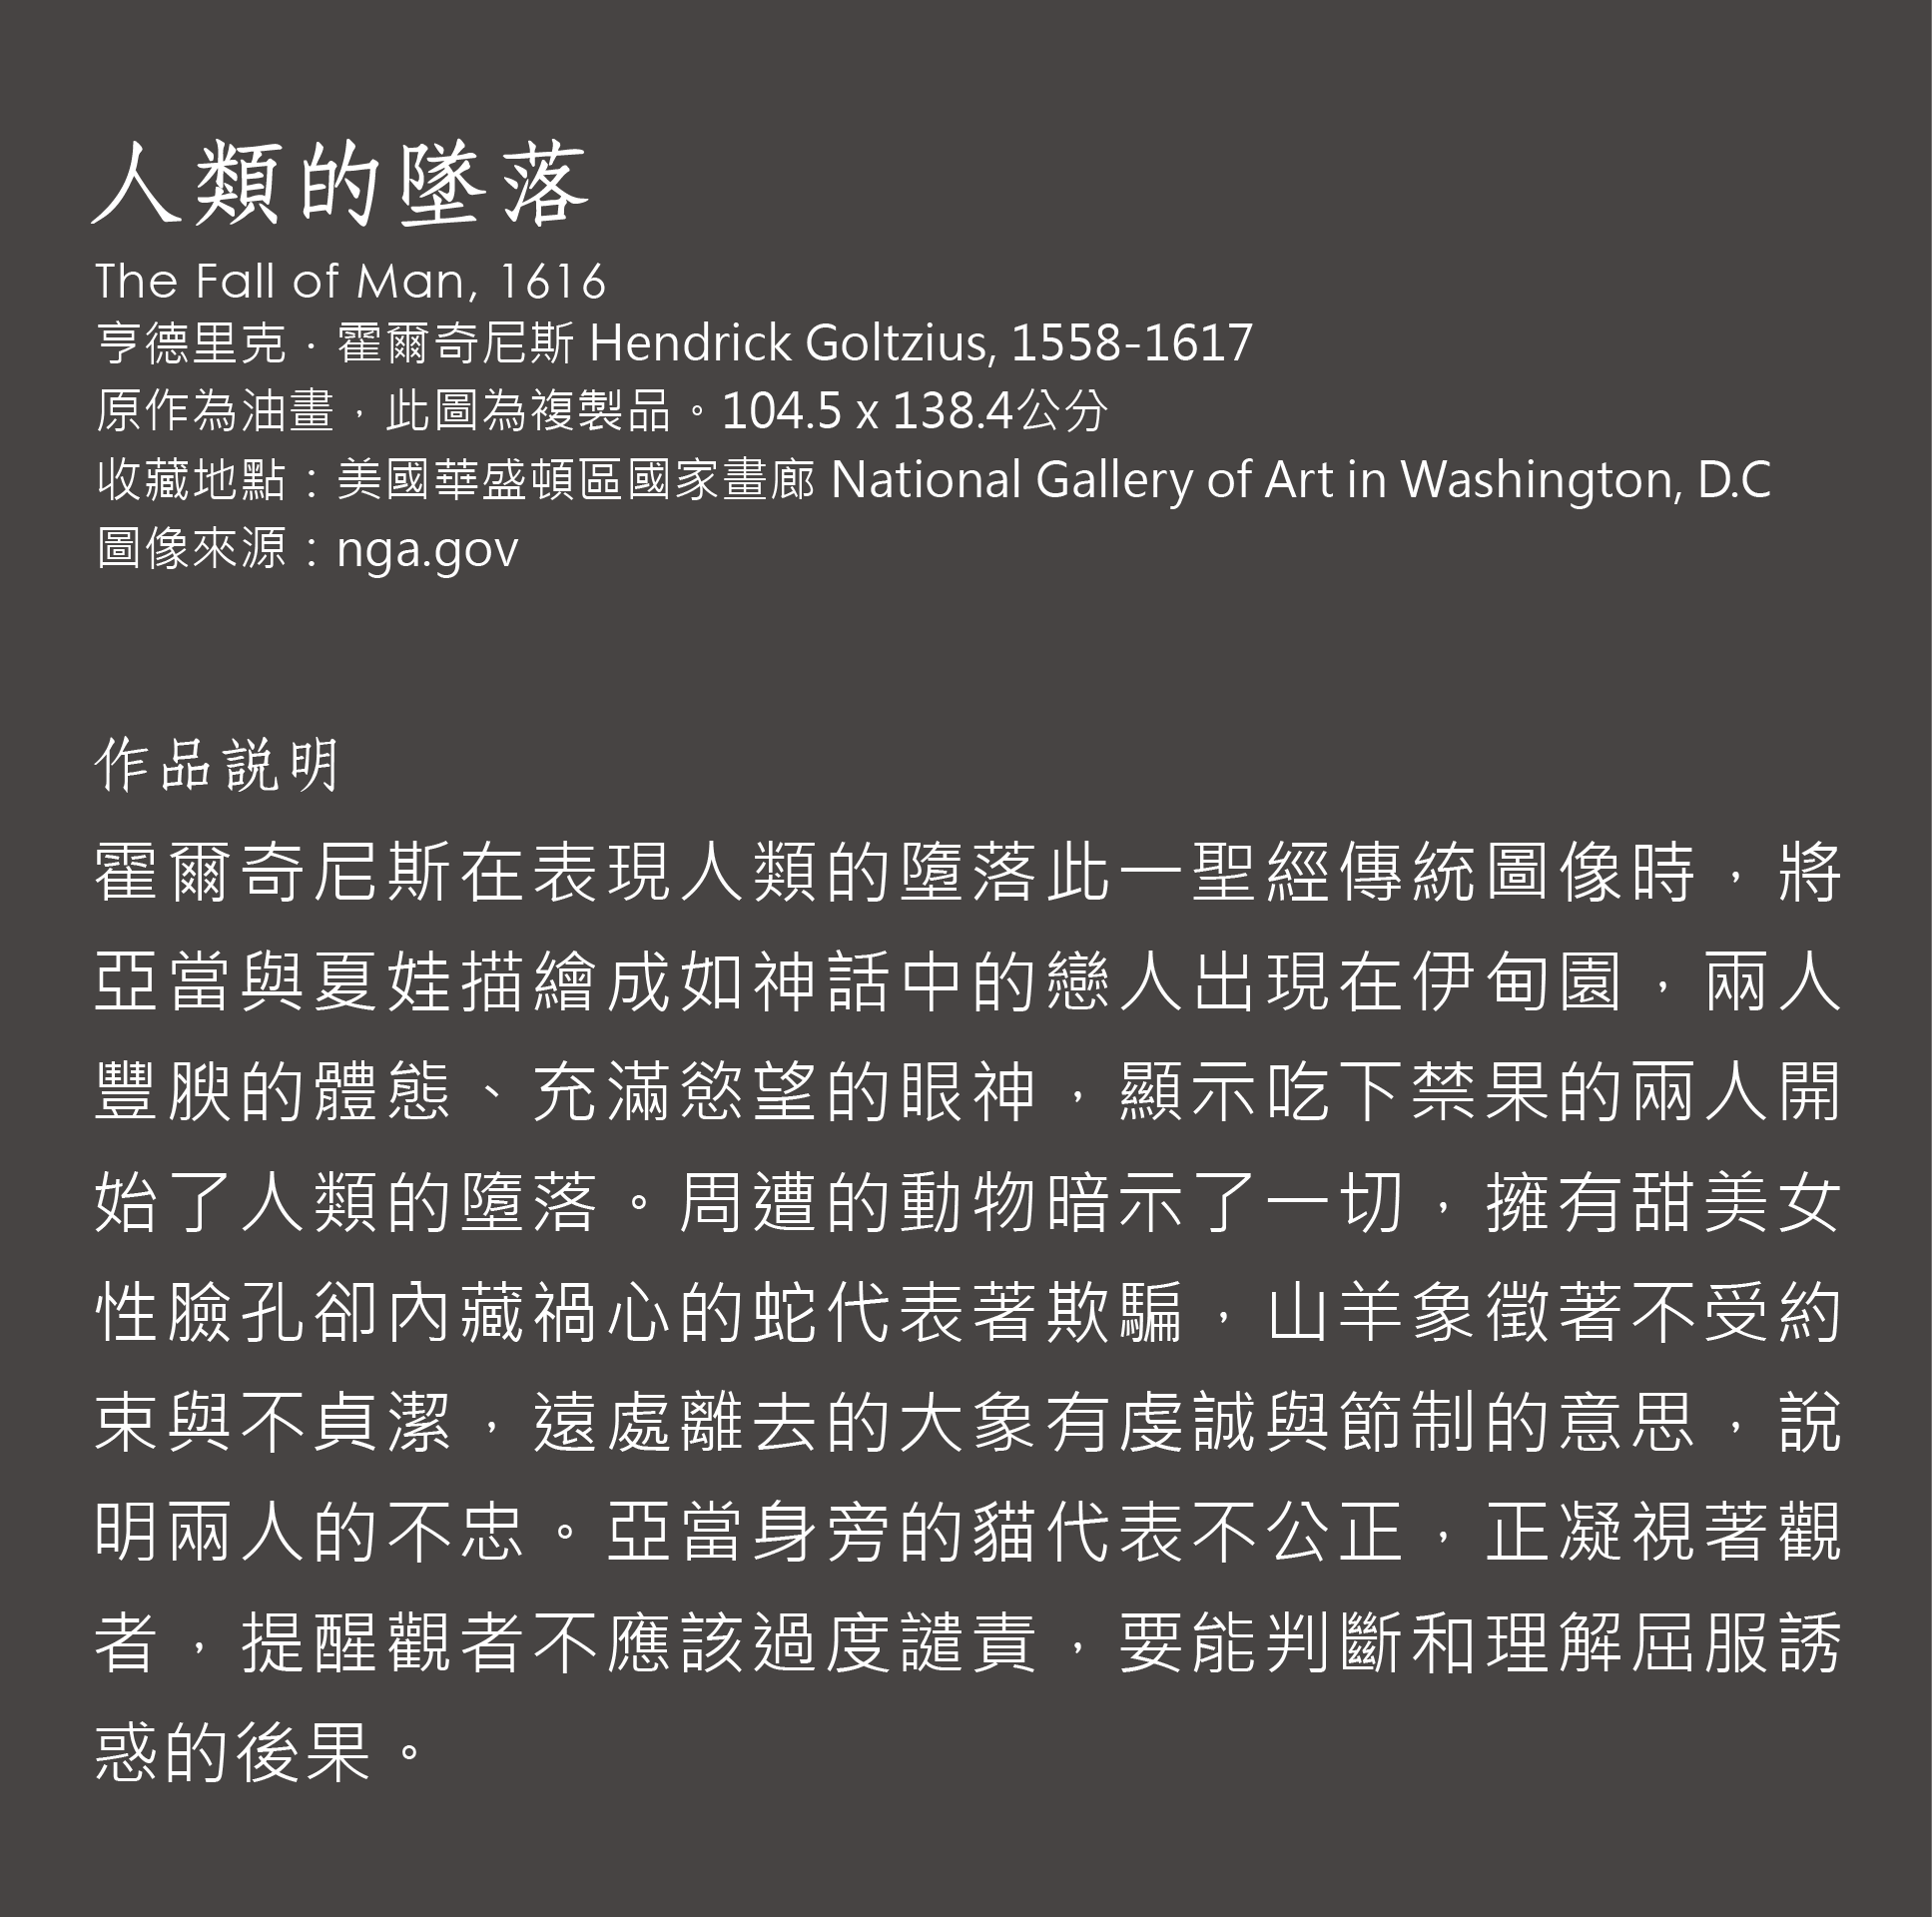 人類的墜落
The Fall of Man, 1616
亨德里克．霍爾奇尼斯 Hendrick Goltzius, 1558-1617
原作為油畫，此圖為複製品。104.5 x 138.4公分
收藏地點：美國華盛頓區國家畫廊 National Gallery of Art in Washington, D.C
圖像來源：nga.gov
作品説明
霍爾奇尼斯在表現人類的墮落此一聖經傳統圖像時，將
亞當與夏娃描繪成如神話中的戀人出現在伊甸園，兩人
豐腴的體態、充滿慾望的眼神，顯示吃下禁果的兩人開
始了人類的墮落。周遭的動物暗示了一切，擁有甜美女
性臉孔卻內藏禍心的蛇代表著欺騙，山羊象徵著不受約
束與不貞潔，遠處離去的大象有虔誠與節制的意思，說
明兩人的不忠。亞當身旁的貓代表不公正，正凝視著觀
者，提醒觀者不應該過度譴責，要能判斷和理解屈服誘
惑的後果。